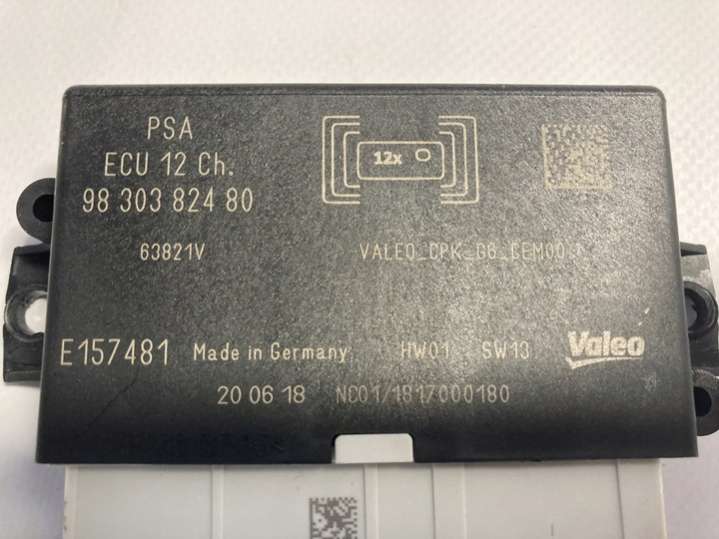 PSA
ECU 12 Ch.
98 303 824 80
63821V
12x
VALEO_CPK_G6_CEM00
E157481 Made in Germany HW01 SW13 Valeo
20 06 18 NC01/1817000180